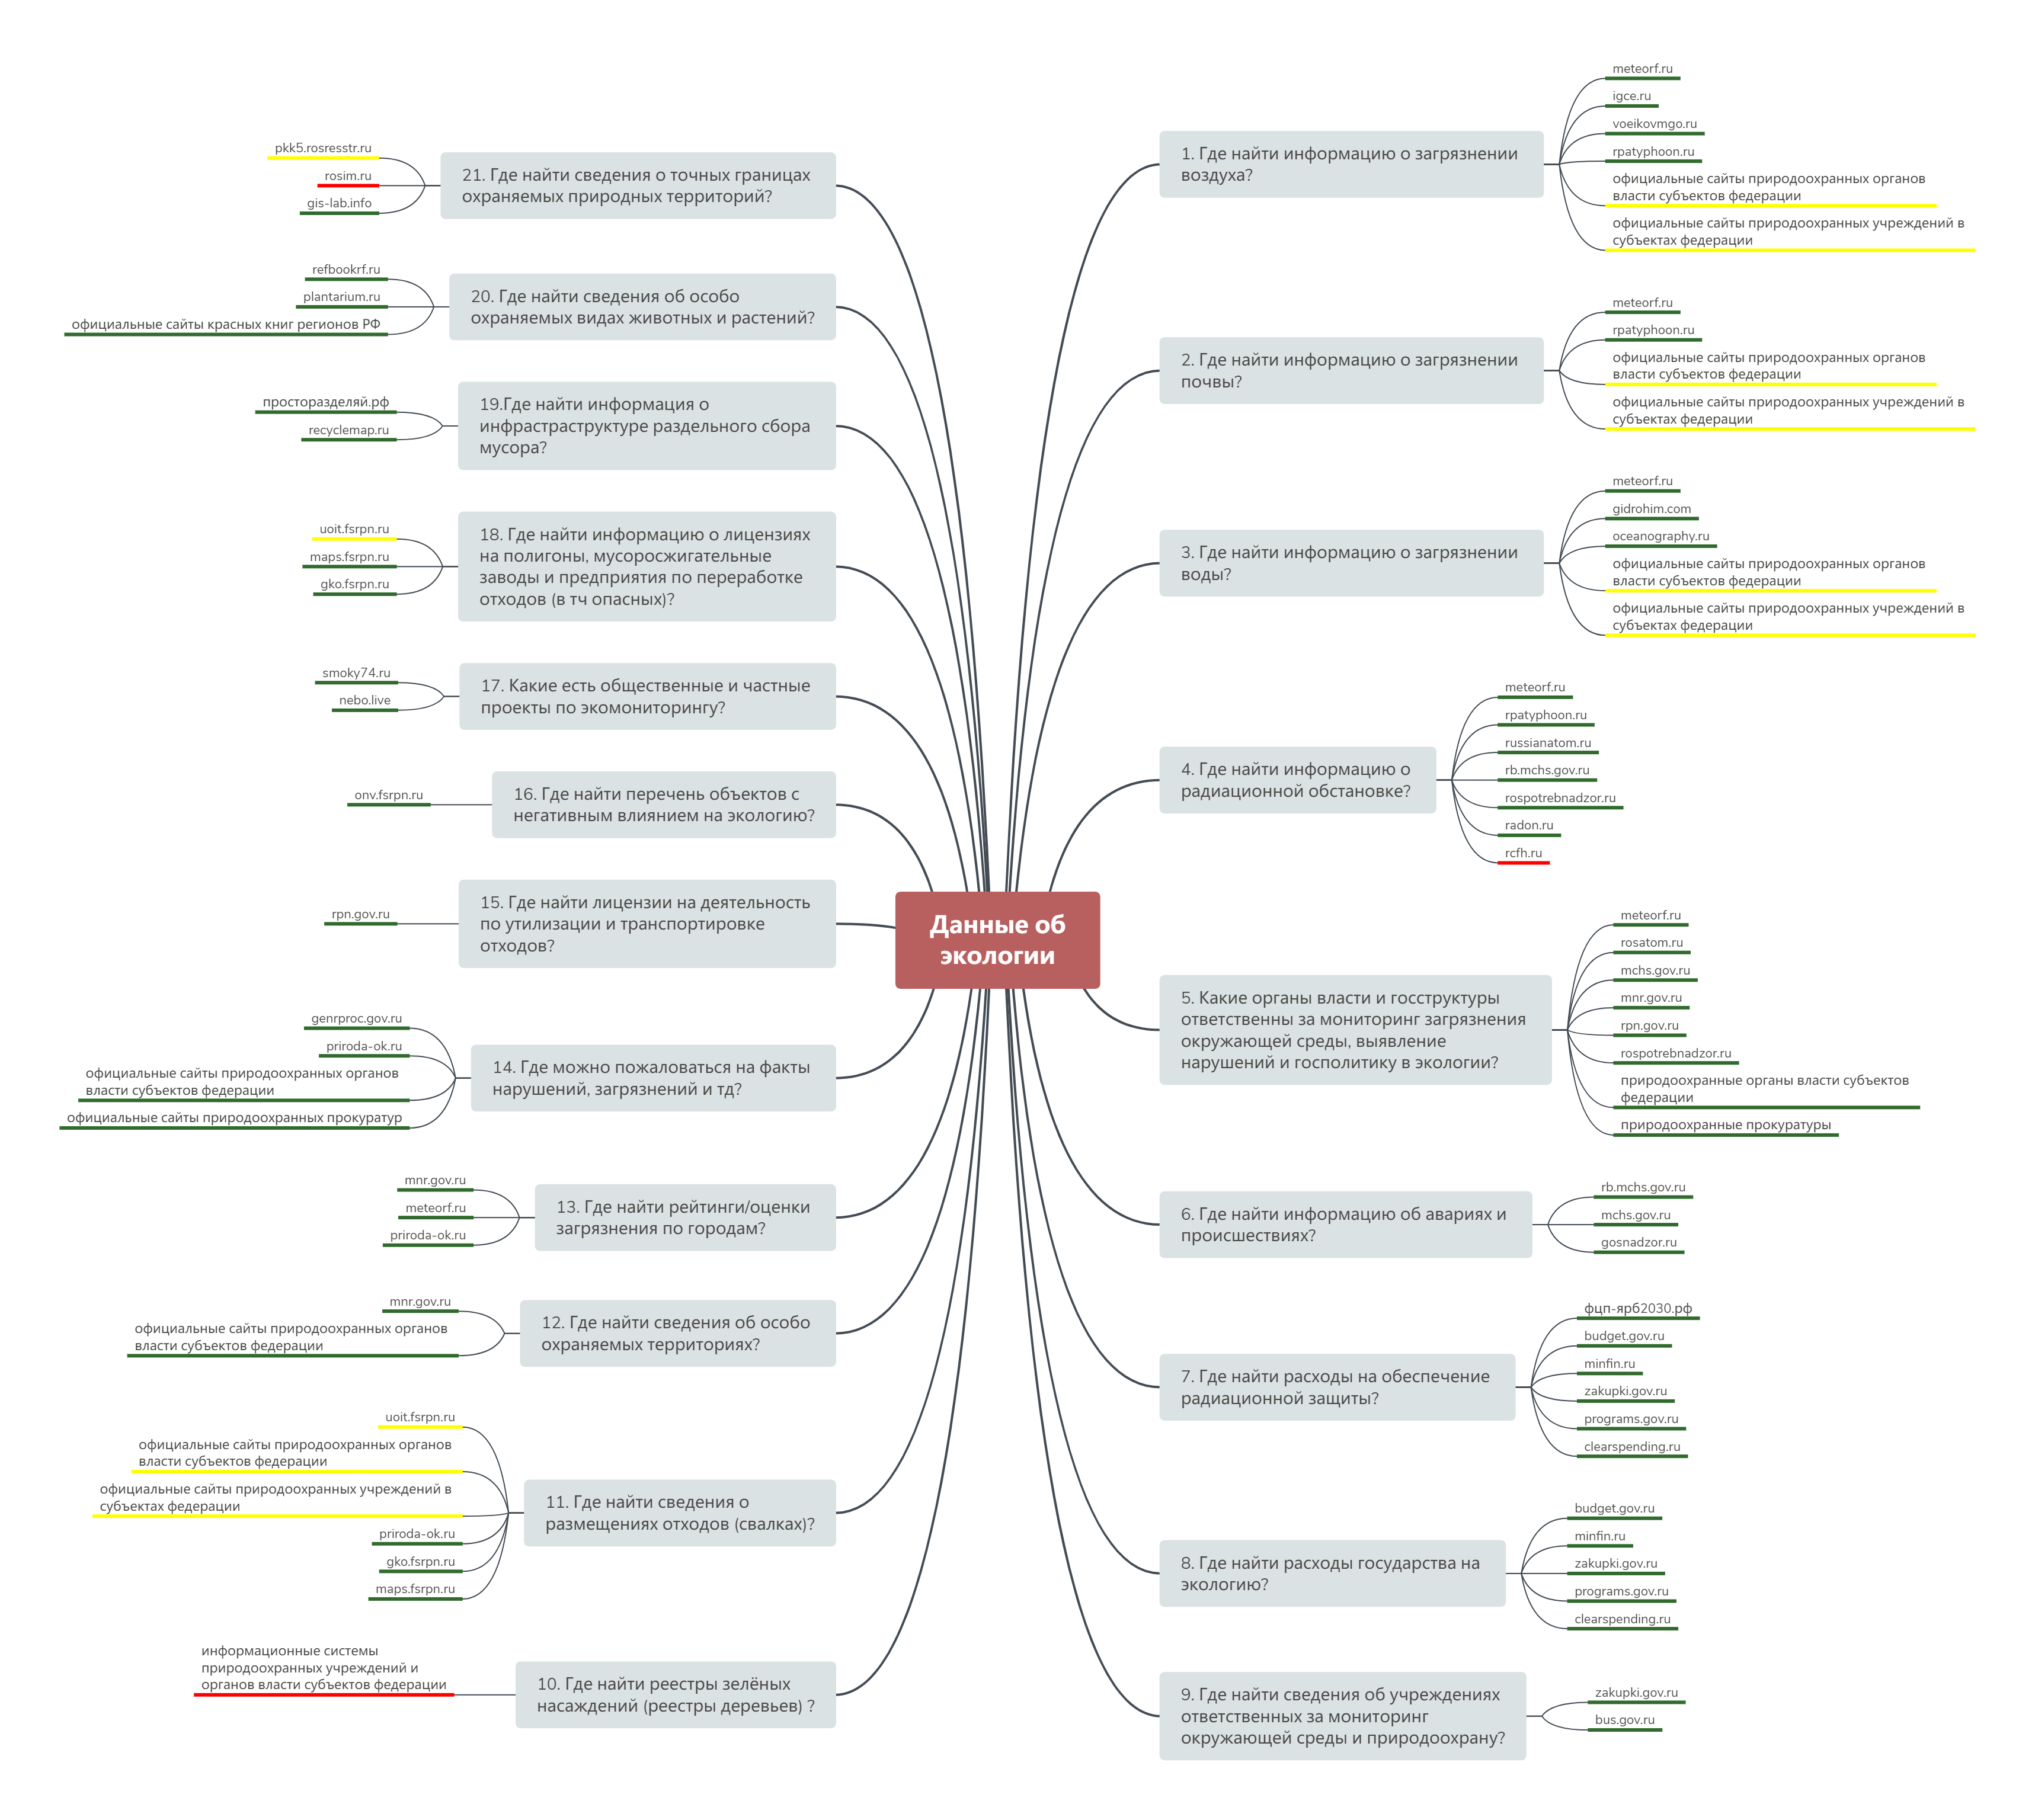 Данные об
экологии
1. Где найти информацию о загрязнении
воздуха?
meteorf.ru
igce.ru
voeikovmgo.ru
rpatyphoon.ru
официальные сайты природоохранных органов
власти субъектов федерации
официальные сайты природоохранных учреждений в
субъектах федерации
2. Где найти информацию о загрязнении
почвы?
meteorf.ru
rpatyphoon.ru
официальные сайты природоохранных органов
власти субъектов федерации
официальные сайты природоохранных учреждений в
субъектах федерации
3. Где найти информацию о загрязнении
воды?
meteorf.ru
gidrohim.com
oceanography.ru
официальные сайты природоохранных органов
власти субъектов федерации
официальные сайты природоохранных учреждений в
субъектах федерации
4. Где найти информацию о
радиационной обстановке?
meteorf.ru
rpatyphoon.ru
russianatom.ru
rb.mchs.gov.ru
rospotrebnadzor.ru
radon.ru
rcfh.ru
5. Какие органы власти и госструктуры
ответственны за мониторинг загрязнения
окружающей среды, выявление
нарушений и госполитику в экологии?
meteorf.ru
rosatom.ru
mchs.gov.ru
mnr.gov.ru
rpn.gov.ru
rospotrebnadzor.ru
природоохранные органы власти субъектов
федерации
природоохранные прокуратуры
6. Где найти информацию об авариях и
происшествиях?
rb.mchs.gov.ru
mchs.gov.ru
gosnadzor.ru
7. Где найти расходы на обеспечение
радиационной защиты?
фцп-ярб2030.рф
budget.gov.ru
minfin.ru
zakupki.gov.ru
programs.gov.ru
clearspending.ru
8. Где найти расходы государства на
экологию?
budget.gov.ru
minfin.ru
zakupki.gov.ru
programs.gov.ru
clearspending.ru
9. Где найти сведения об учреждениях
ответственных за мониторинг
окружающей среды и природоохрану?
zakupki.gov.ru
bus.gov.ru
10. Где найти реестры зелёных
насаждений (реестры деревьев) ?
информационные системы
природоохранных учреждений и
органов власти субъектов федерации
11. Где найти сведения о
размещениях отходов (свалках)?
uoit.fsrpn.ru
официальные сайты природоохранных органов
власти субъектов федерации
официальные сайты природоохранных учреждений в
субъектах федерации
priroda-ok.ru
gko.fsrpn.ru
maps.fsrpn.ru
12. Где найти сведения об особо
охраняемых территориях?
mnr.gov.ru
официальные сайты природоохранных органов
власти субъектов федерации
13. Где найти рейтинги/оценки
загрязнения по городам?
mnr.gov.ru
meteorf.ru
priroda-ok.ru
14. Где можно пожаловаться на факты
нарушений, загрязнений и тд?
genrproc.gov.ru
priroda-ok.ru
официальные сайты природоохранных органов
власти субъектов федерации
официальные сайты природоохранных прокуратур
15. Где найти лицензии на деятельность
по утилизации и транспортировке
отходов?
rpn.gov.ru
16. Где найти перечень объектов с
негативным влиянием на экологию?
onv.fsrpn.ru
17. Какие есть общественные и частные
проекты по экомониторингу?
smoky74.ru
nebo.live
18. Где найти информацию о лицензиях
на полигоны, мусоросжигательные
заводы и предприятия по переработке
отходов (в тч опасных)?
uoit.fsrpn.ru
maps.fsrpn.ru
gko.fsrpn.ru
19.Где найти информация о
инфрастраструктуре раздельного сбора
мусора?
просторазделяй.рф
recyclemap.ru
20. Где найти сведения об особо
охраняемых видах животных и растений?
refbookrf.ru
plantarium.ru
официальные сайты красных книг регионов РФ
21. Где найти сведения о точных границах
охраняемых природных территорий?
pkk5.rosresstr.ru
rosim.ru
gis-lab.info